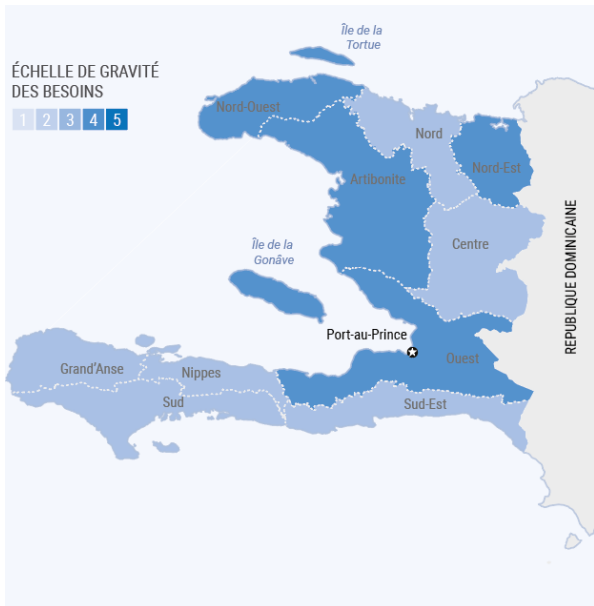 Île de la
Tortue
ÉCHELLE DE GRAVITÉ
DES BESOINS
1 2 3 4 5
Nord-Ouest
Nord
Nord-Est
Artibonite
Île de la
Gonâve
Centre
REPUBLIQUE DOMINICAINE
Port-au-Prince
Ouest
Grand'Anse
Nippes
Sud
Sud-Est